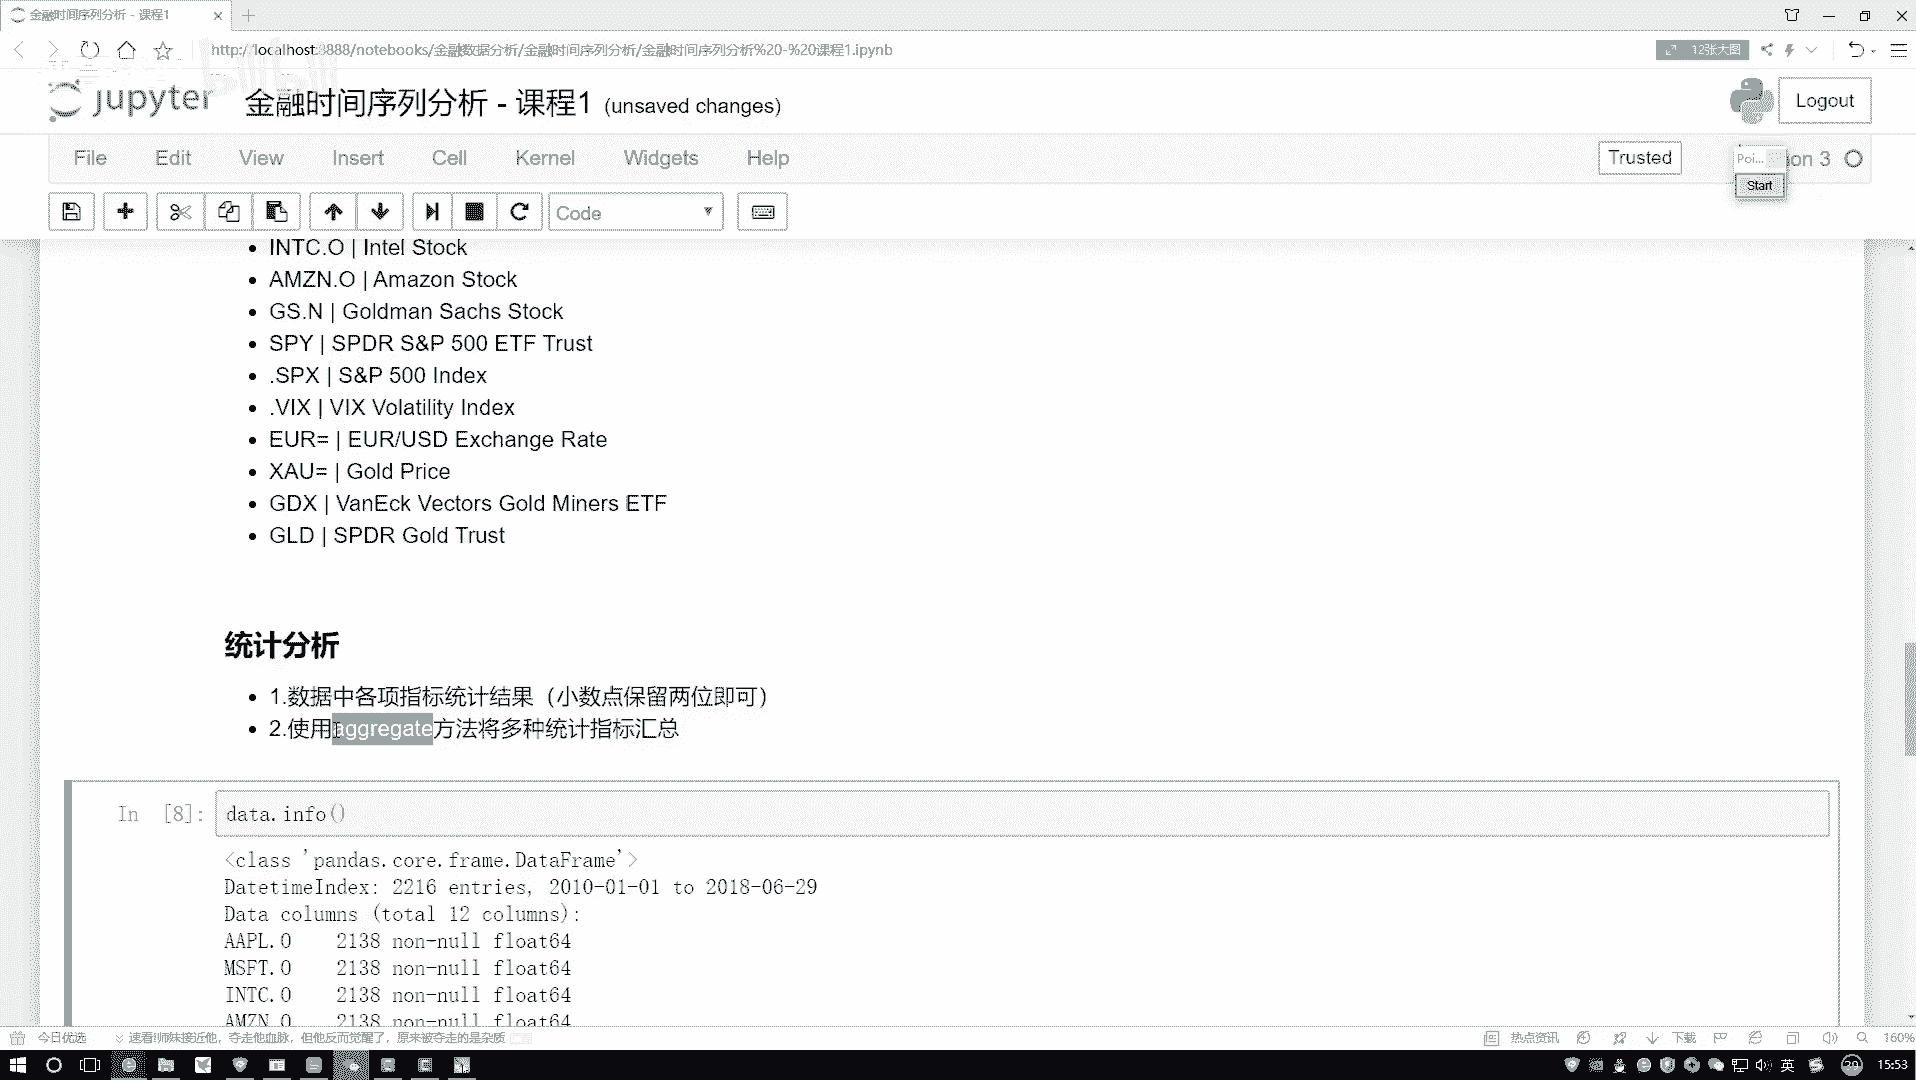 金融时间序列分析 - 课程1
http://localhost:8888/notebooks/金融数据分析/金融时间序列分析/金融时间序列分析%20-%20课程1.ipynb
12张大图
jupyter 金融时间序列分析 - 课程1 (unsaved changes)
Logout
File Edit View Insert Cell Kernel Widgets Help
Trusted
Poi...
on 3
Start
Code
INTC.O | Intel Stock
AMZN.O | Amazon Stock
GS.N | Goldman Sachs Stock
SPY | SPDR S&P 500 ETF Trust
.SPX | S&P 500 Index
.VIX | VIX Volatility Index
EUR= | EUR/USD Exchange Rate
XAU= | Gold Price
GDX | VanEck Vectors Gold Miners ETF
GLD | SPDR Gold Trust
统计分析
1.数据中各项指标统计结果（小数点保留两位即可）
2.使用aggregate方法将多种统计指标汇总
In [8]: data.info()
<class 'pandas.core.frame.DataFrame'>
DatetimeIndex: 2216 entries, 2010-01-01 to 2018-06-29
Data columns (total 12 columns):
AAPL.O 2138 non-null float64
MSFT.O 2138 non-null float64
INTC.O 2138 non-null float64
AMZN.O 2138 non-null float64
今日优选 速看!师妹接近他，夺走他血脉，但他反而觉醒了，原来被夺走的是杂质
热点资讯 下载 160%
英 29 15:53